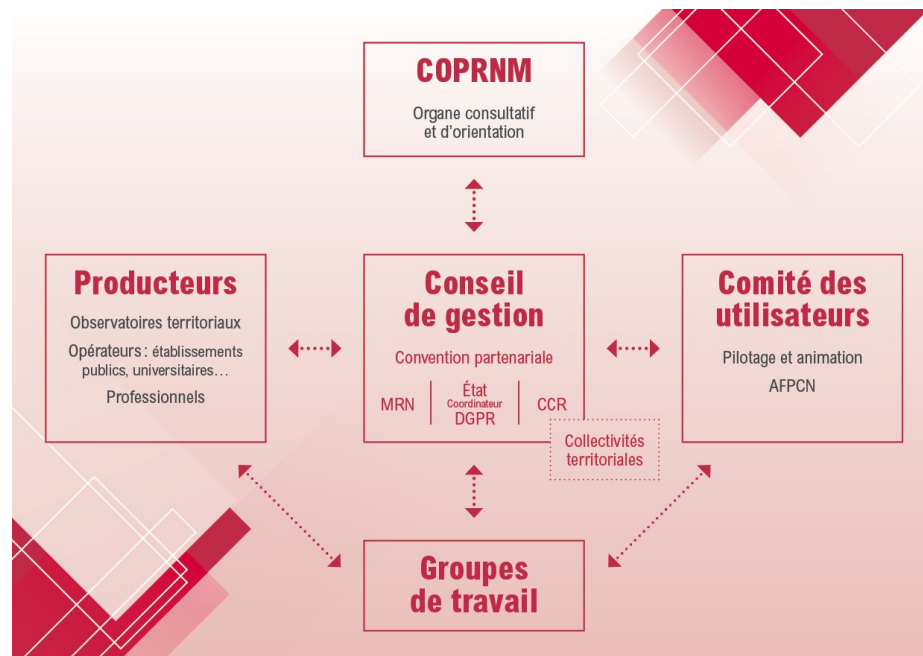 COPRNM
Organe consultatif
et d'orientation
Producteurs
Observatoires territoriaux
Opérateurs : établissements
publics, universitaires...
Professionnels
Conseil
de gestion
Convention partenariale
MRN
État
Coordinateur
DGPR
CCR
Collectivités
territoriales
Comité des
utilisateurs
Pilotage et animation
AFPCN
Groupes
de travail